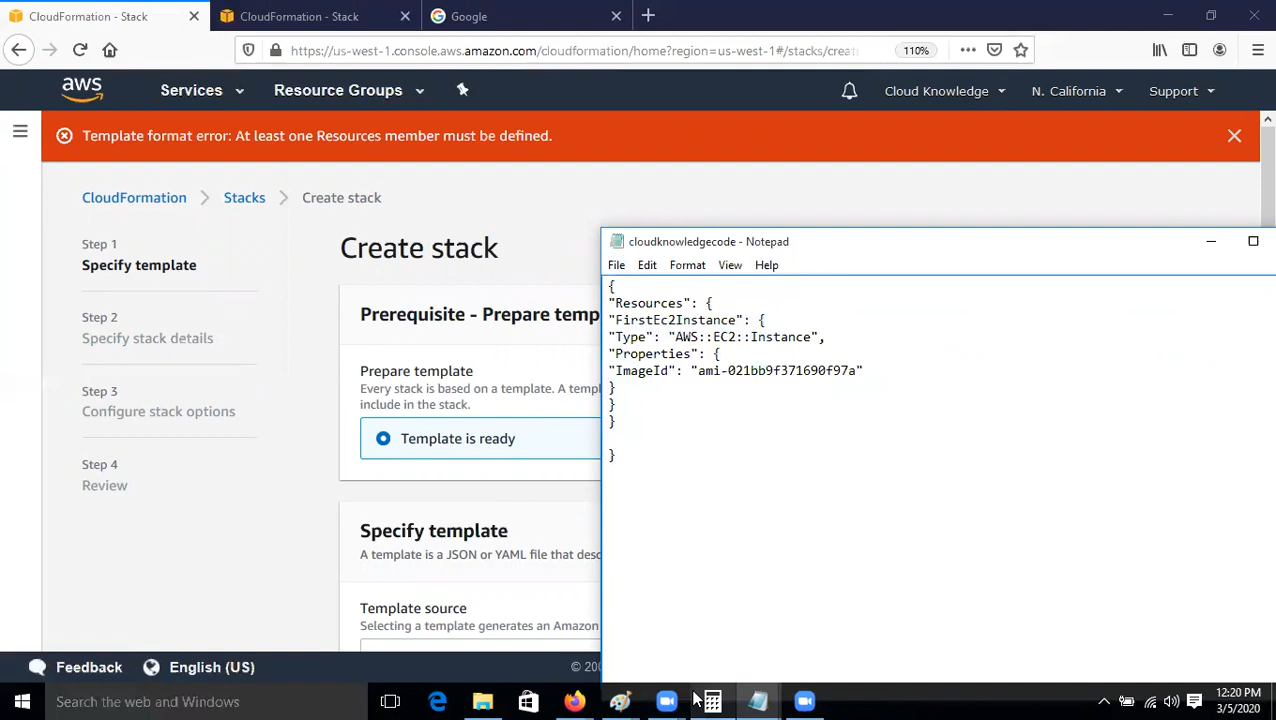 CloudFormation - Stack
CloudFormation - Stack
Google
https://us-west-1.console.aws.amazon.com/cloudformation/home?region=us-west-1#/stacks/creat
110%
aws
Services
Resource Groups
Cloud Knowledge
N. California
Support
Template format error: At least one Resources member must be defined.
CloudFormation
Stacks
Create stack
Step 1
Specify template
Step 2
Specify stack details
Step 3
Configure stack options
Step 4
Review
Create stack
Prerequisite - Prepare temp
Prepare template
Every stack is based on a template. A templ
include in the stack.
Template is ready
Specify template
A template is a JSON or YAML file that desc
Template source
Selecting a template generates an Amazon
cloudknowledgecode - Notepad
File Edit Format View Help
{
"Resources": {
"FirstEc2Instance": {
"Type": "AWS::EC2::Instance",
"Properties": {
"ImageId": "ami-021bb9f371690f97a"
}
}
}
}
Feedback
English (US)
© 200
Search the web and Windows
12:20 PM
3/5/2020